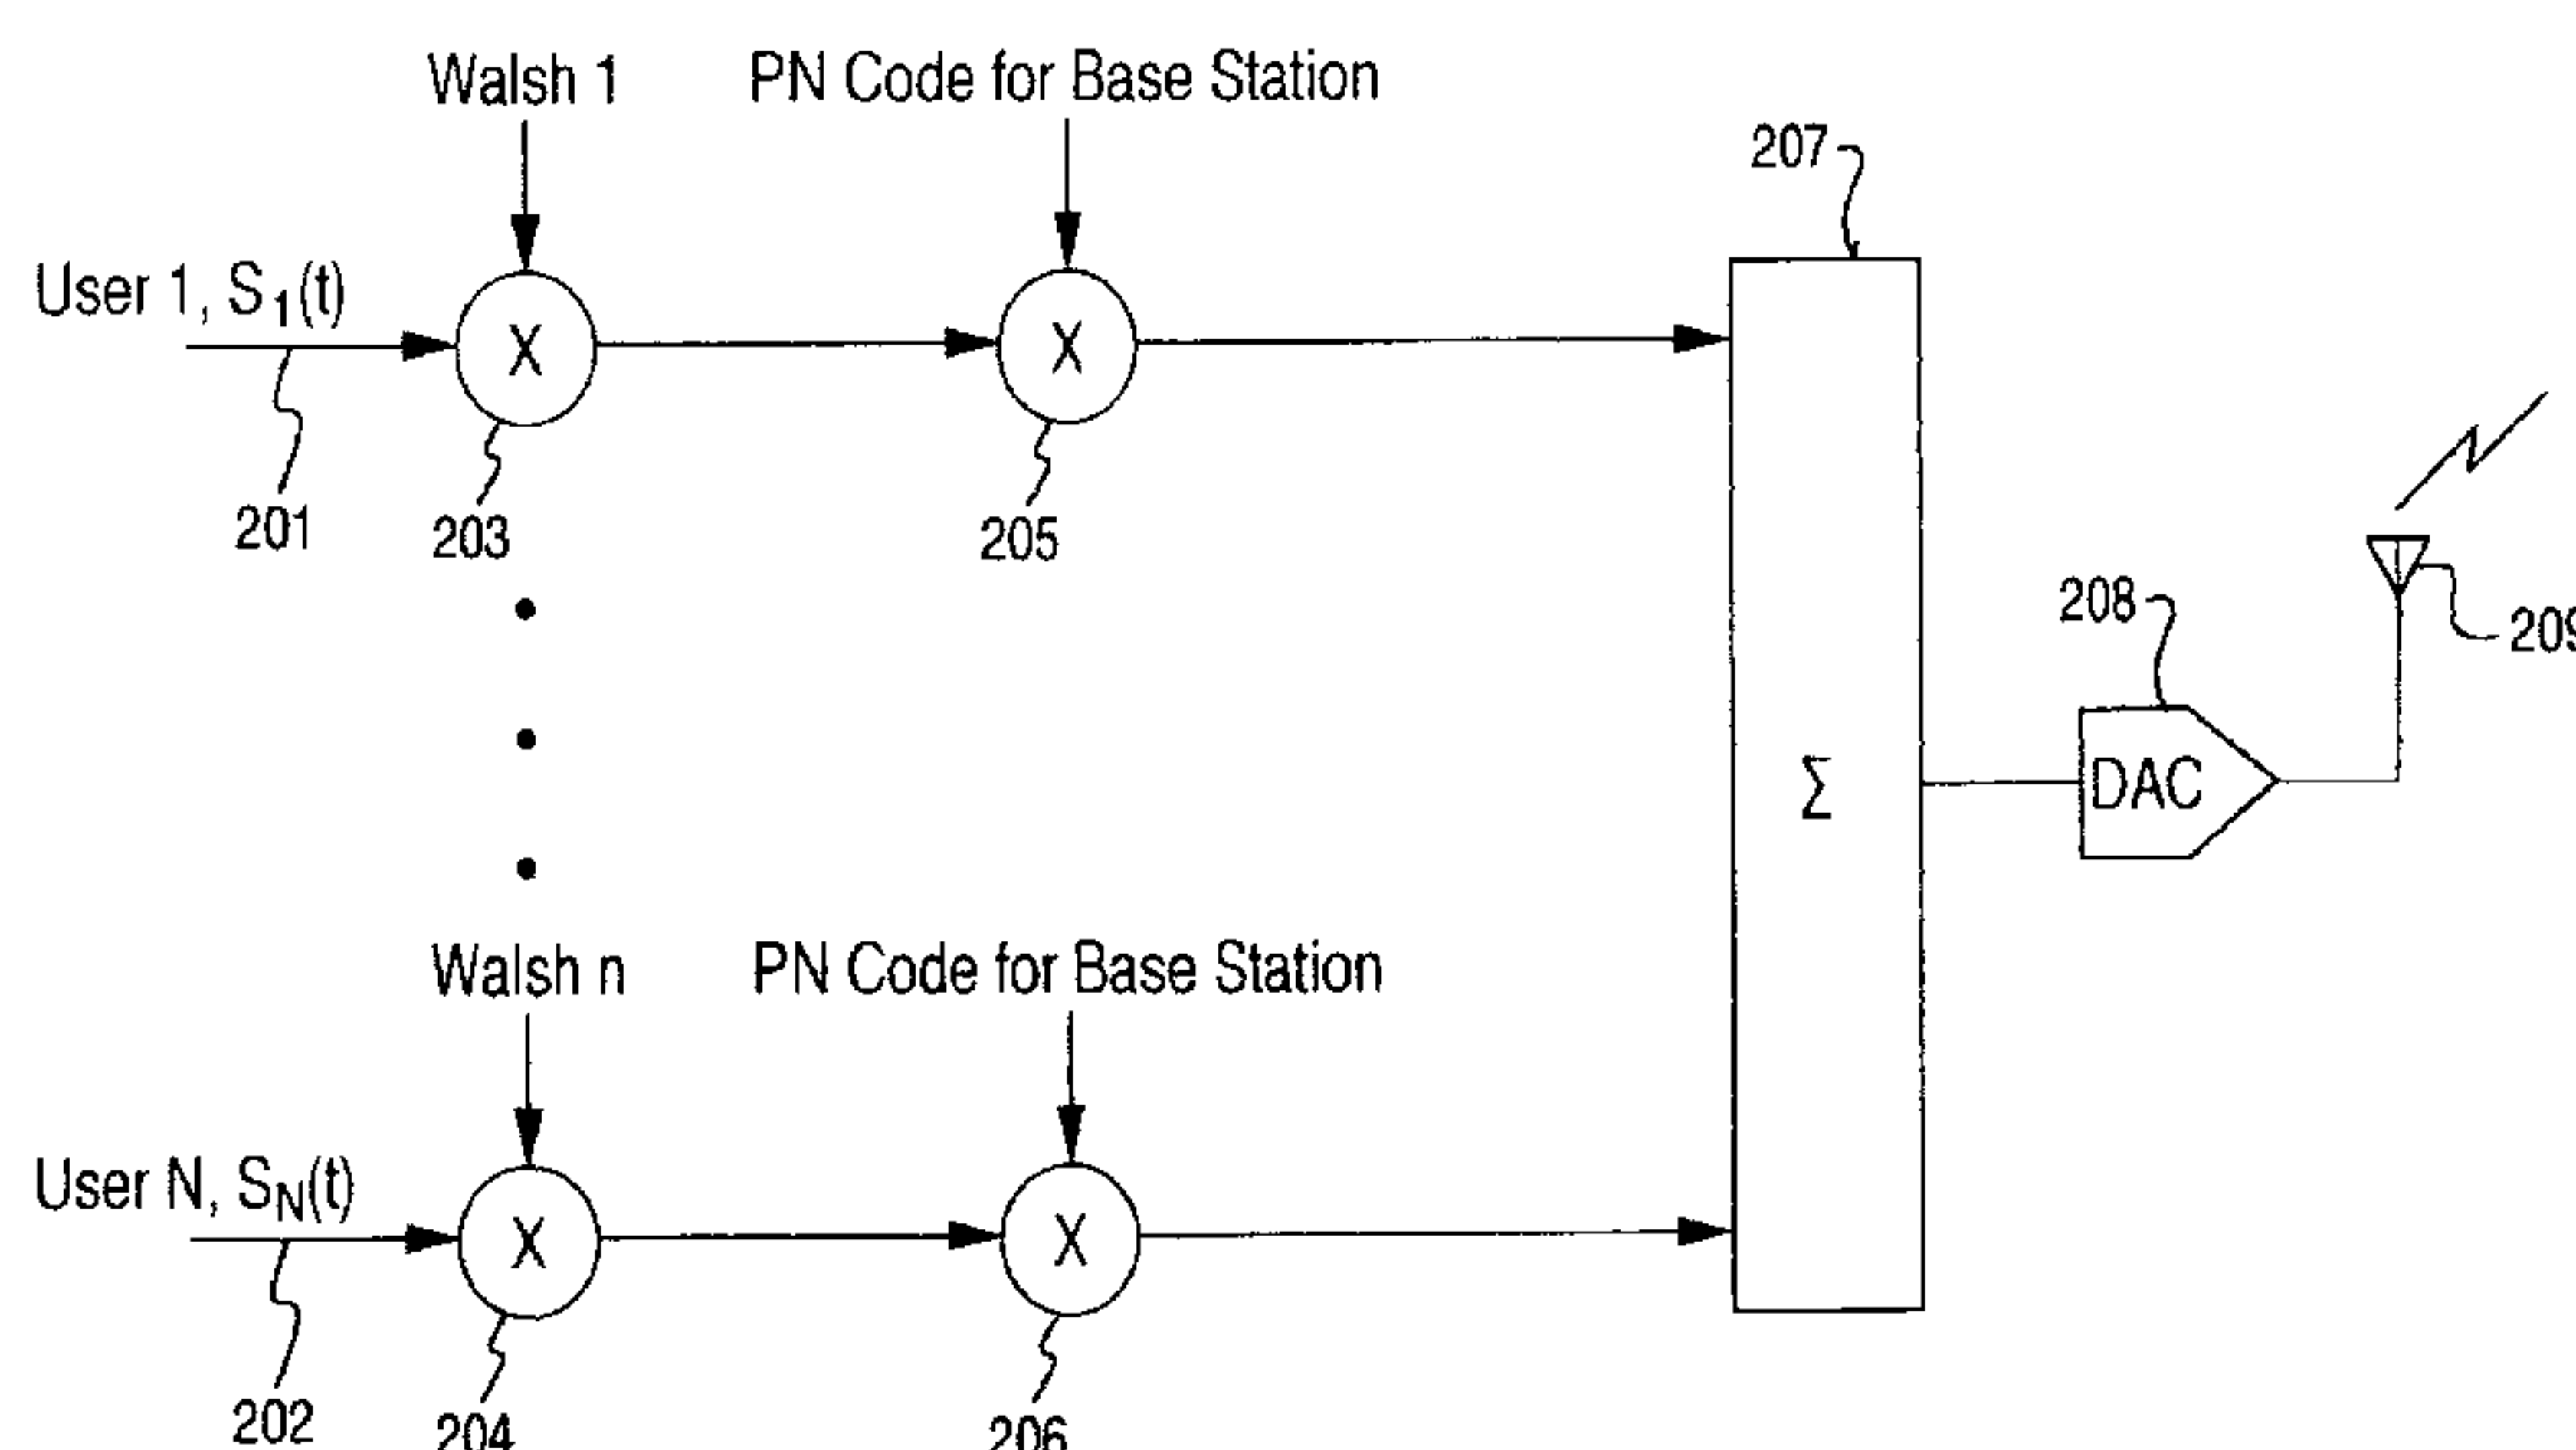 Walsh 1
PN Code for Base Station
207
User 1, S1(t)
X
X
201
203
205
208
209
Σ
DAC
Walsh n
PN Code for Base Station
User N, SN(t)
X
X
202
204
206